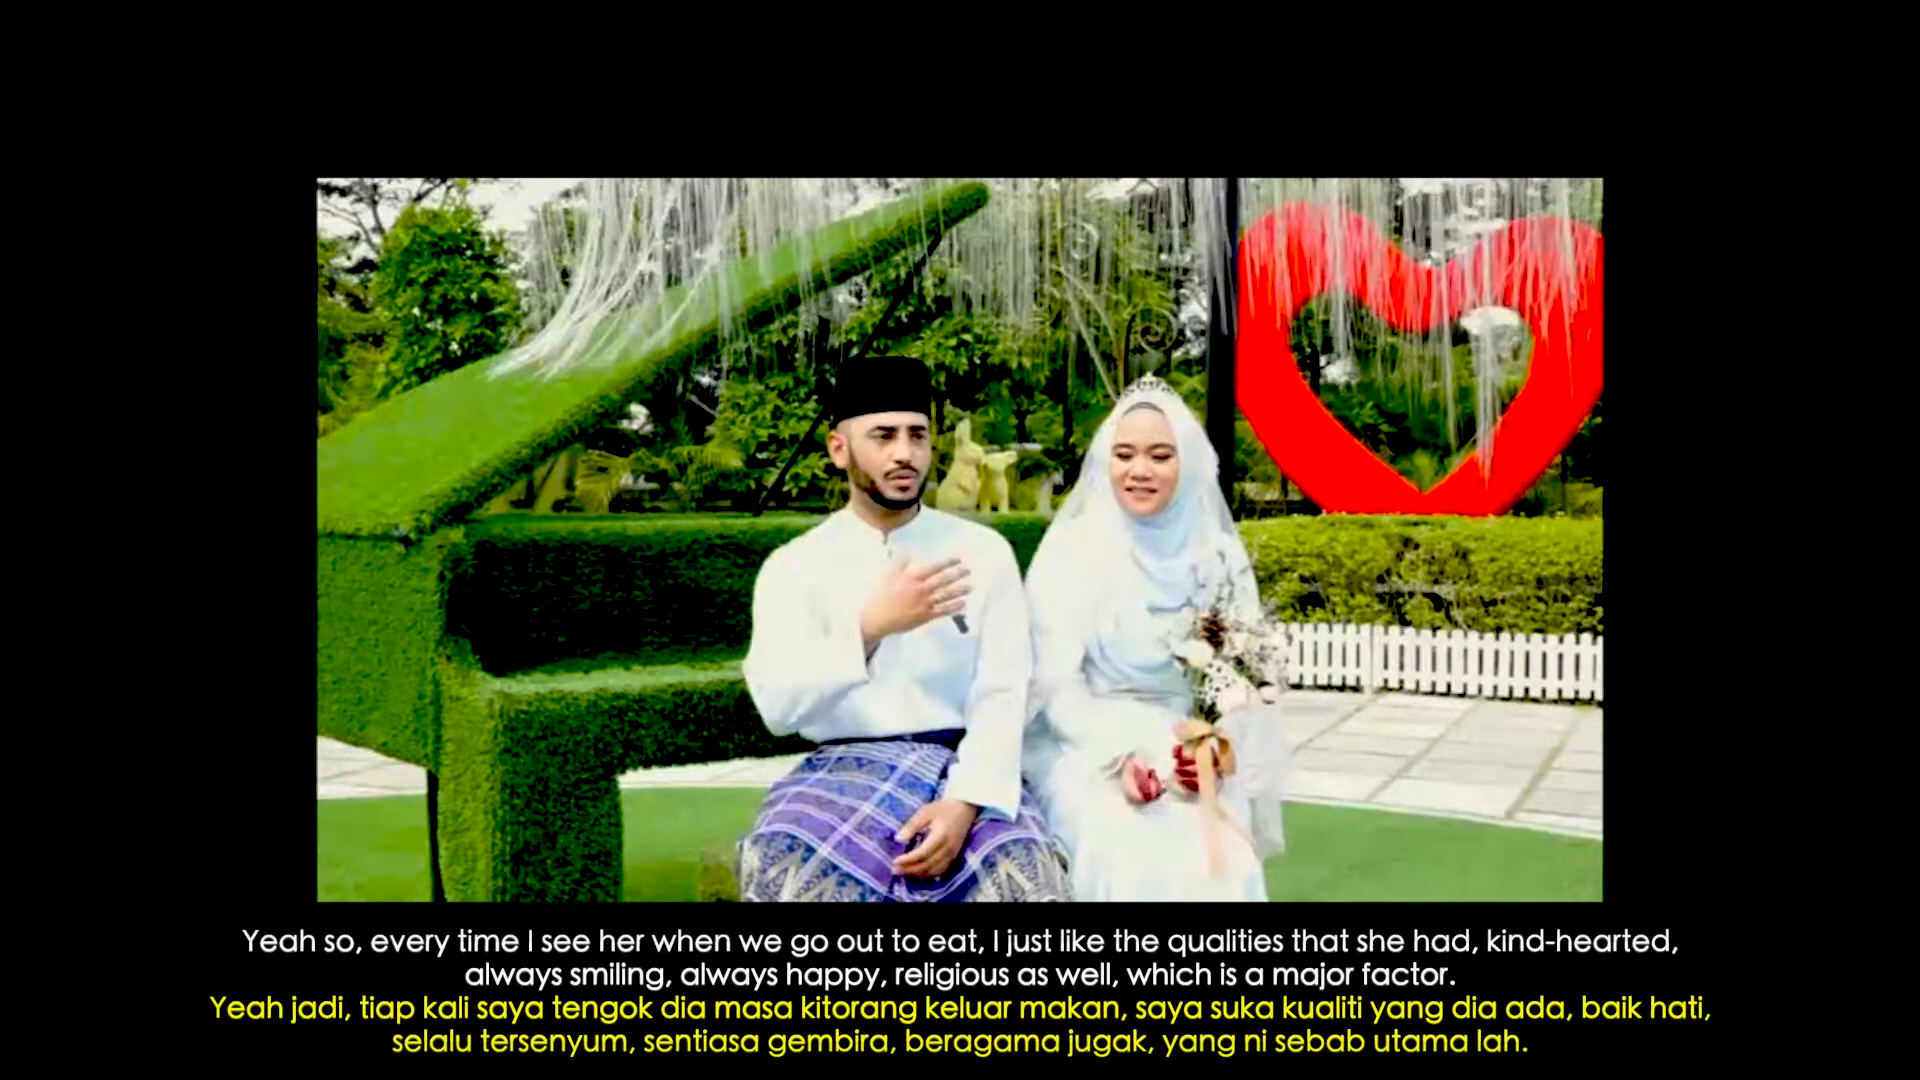 Yeah so, every time I see her when we go out to eat, I just like the qualities that she had, kind-hearted,
always smiling, always happy, religious as well, which is a major factor.
Yeah jadi, tiap kali saya tengok dia masa kitorang keluar makan, saya suka kualiti yang dia ada, baik hati,
selalu tersenyum, sentiasa gembira, beragama jugak, yang ni sebab utama lah.